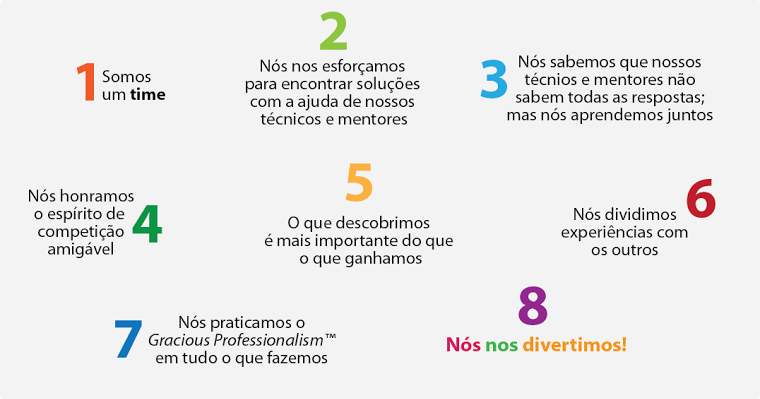 1
Somos
um time
2
Nós nos esforçamos
para encontrar soluções
com a ajuda de nossos
técnicos e mentores
3
Nós sabemos que nossos
técnios e mentores não
sabem todas as respostas;
mas nós aprendemos juntos
4
Nós honramos
o espírito de
competição
amigável
5
O que descobrimos
é mais importante do que
o que ganhamos
6
Nós dividimos
experiências com
os outros
7
Nós praticamos o
Gracious Professionalism™
em tudo o que fazemos
8
Nós nos divertimos!